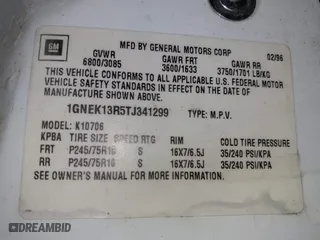 GM
MFD BY GENERAL MOTORS CORP 02/96
GVWR GAWR FRT GAWR RR
6800/3085 3600/1633 3750/1701 LB/KG
THIS VEHICLE CONFORMS TO ALL APPLICABLE U.S. FEDERAL MOTOR
VEHICLE SAFETY STANDARDS IN EFFECT ON THE DATE OF
MANUFACTURE SHOWN ABOVE.
1GNEK13R5TJ341299 TYPE: M.P.V.
MODEL: K10706
KPBA TIRE SIZE SPEED RTG RIM COLD TIRE PRESSURE
FRT P245/75R16 S 16X7/6.5J 35/240 PSI/KPA
RR P245/75R16 S 16X7/6.5J 35/240 PSI/KPA
SEE OWNER'S MANUAL FOR MORE INFORMATION.
DREAMBID